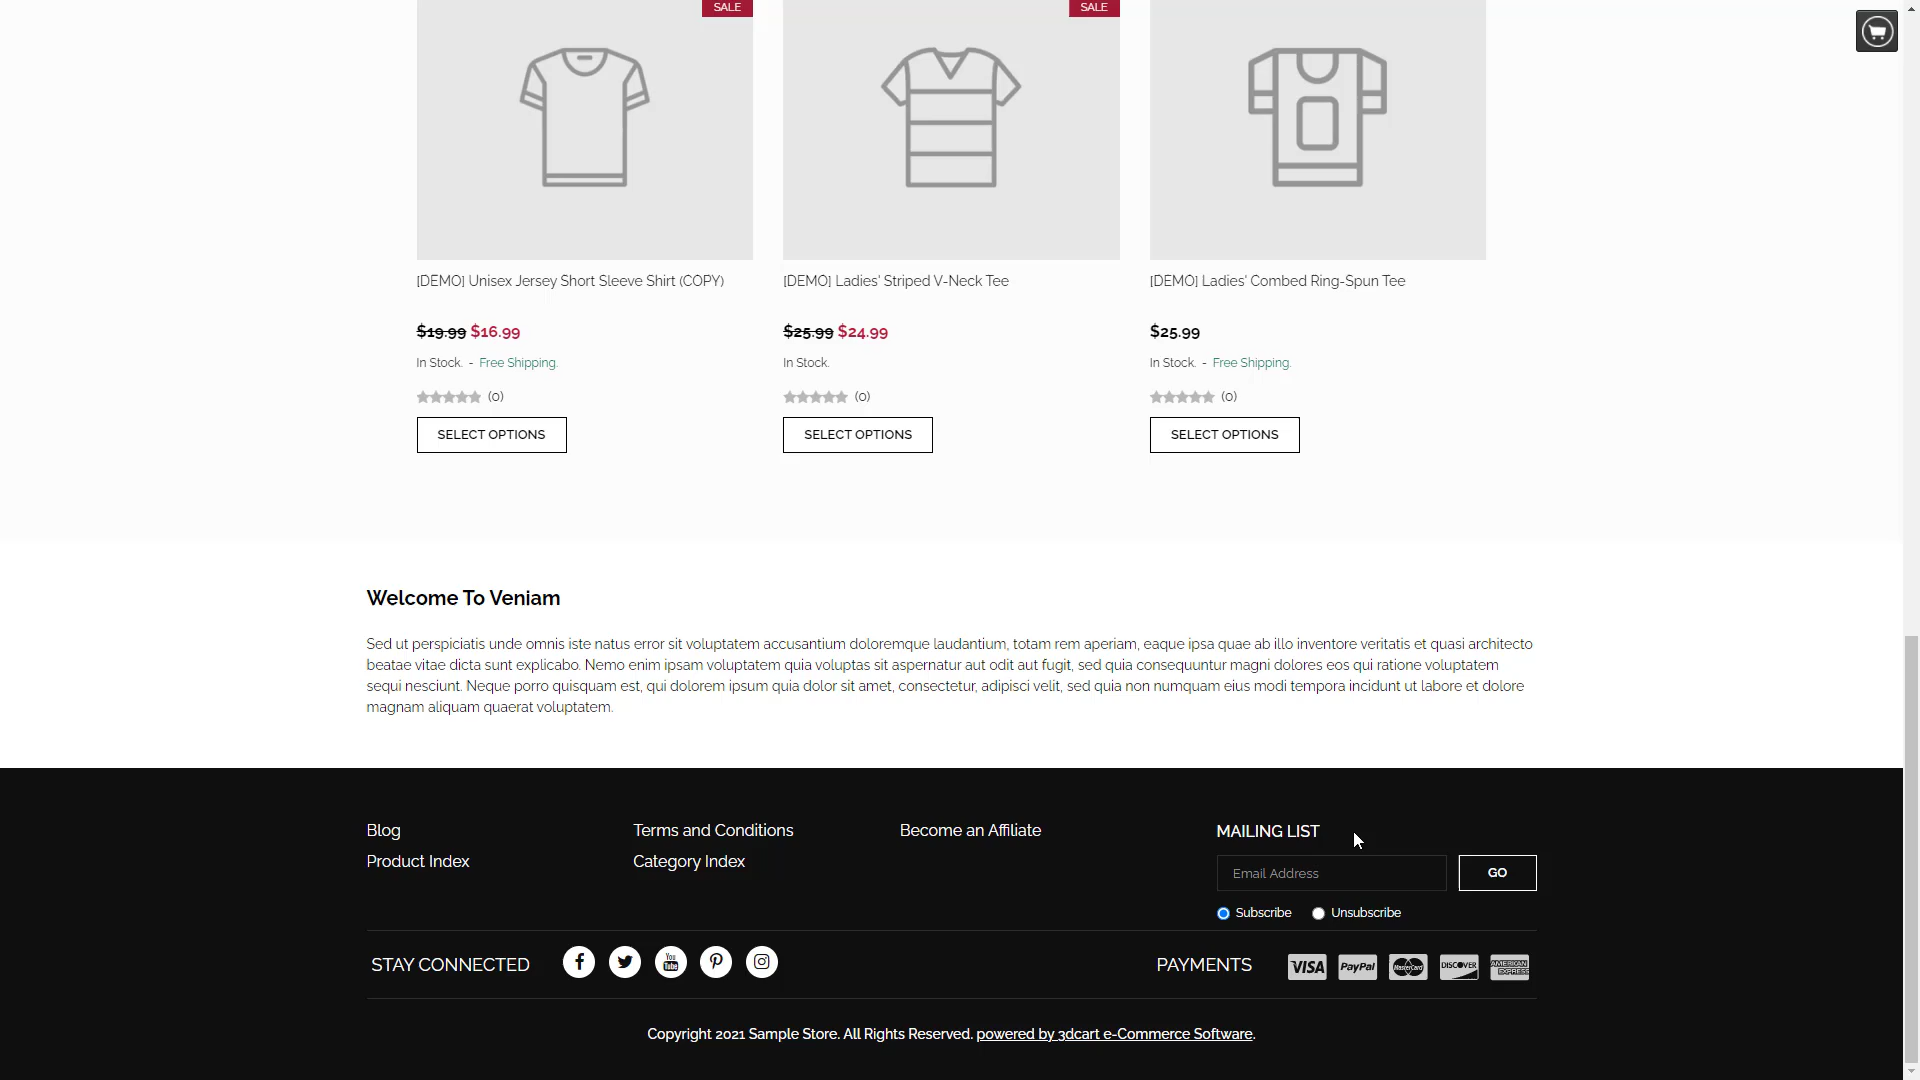 SALE
SALE
[DEMO] Unisex Jersey Short Sleeve Shirt (COPY)
[DEMO] Ladies' Striped V-Neck Tee
[DEMO] Ladies' Combed Ring-Spun Tee
$19.99 $16.99
$25.99 $24.99
$25.99
In Stock. - Free Shipping.
In Stock.
In Stock. - Free Shipping.
(0)
(0)
(0)
SELECT OPTIONS
SELECT OPTIONS
SELECT OPTIONS
Welcome To Veniam
Sed ut perspiciatis unde omnis iste natus error sit voluptatem accusantium doloremque laudantium, totam rem aperiam, eaque ipsa quae ab illo inventore veritatis et quasi architecto
beatae vitae dicta sunt explicabo. Nemo enim ipsam voluptatem quia voluptas sit aspernatur aut odit aut fugit, sed quia consequuntur magni dolores eos qui ratione voluptatem
sequi nesciunt. Neque porro quisquam est, qui dolorem ipsum quia dolor sit amet, consectetur, adipisci velit, sed quia non numquam eius modi tempora incidunt ut labore et dolore
magnam aliquam quaerat voluptatem.
Blog
Terms and Conditions
Become an Affiliate
MAILING LIST
Product Index
Category Index
Email Address
GO
Subscribe
Unsubscribe
STAY CONNECTED
You Tube
PAYMENTS
VISA
PayPal
MasterCard
DISCOVER
AMERICAN EXPRESS
Copyright 2021 Sample Store. All Rights Reserved. powered by 3dcart e-Commerce Software.